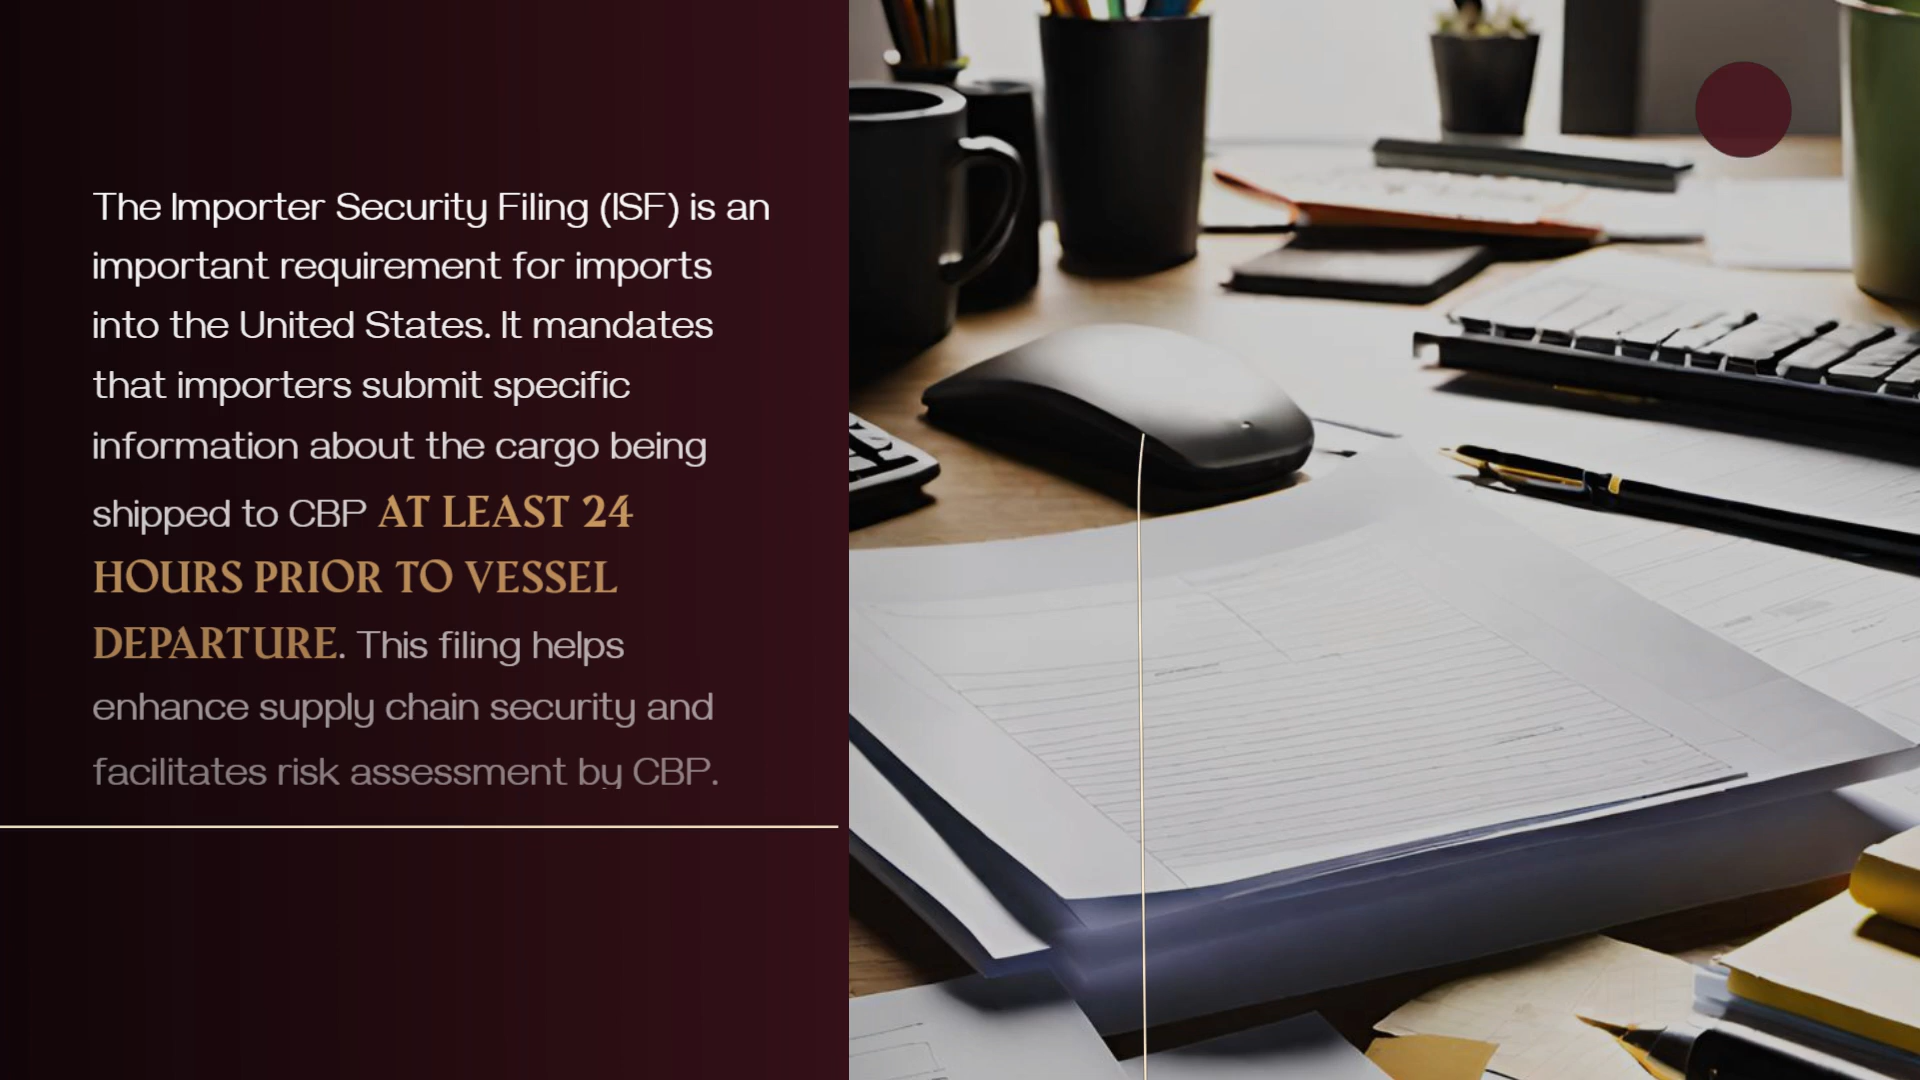 The Importer Security Filing (ISF) is an
important requirement for imports
into the United States. It mandates
that importers submit specific
information about the cargo being
shipped to CBP AT LEAST 24
HOURS PRIOR TO VESSEL
DEPARTURE. This filing helps
enhance supply chain security and
facilitates risk assessment by CBP.